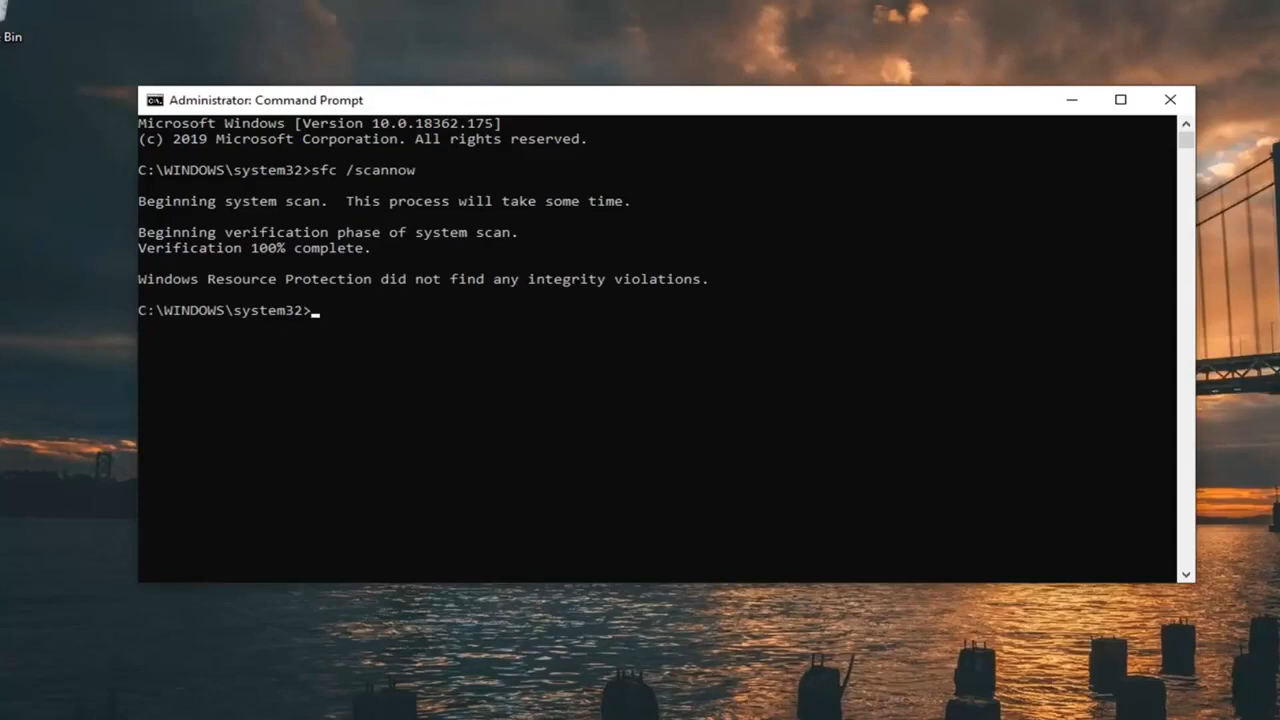 Bin
Administrator: Command Prompt
Microsoft Windows [Version 10.0.18362.175]
(c) 2019 Microsoft Corporation. All rights reserved.
C:\WINDOWS\system32>sfc /scannow
Beginning system scan.  This process will take some time.
Beginning verification phase of system scan.
Verification 100% complete.
Windows Resource Protection did not find any integrity violations.
C:\WINDOWS\system32>